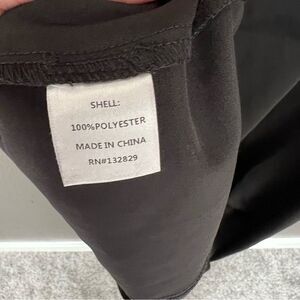 SHELL:
100%POLYESTER
MADE IN CHINA
RN#132829